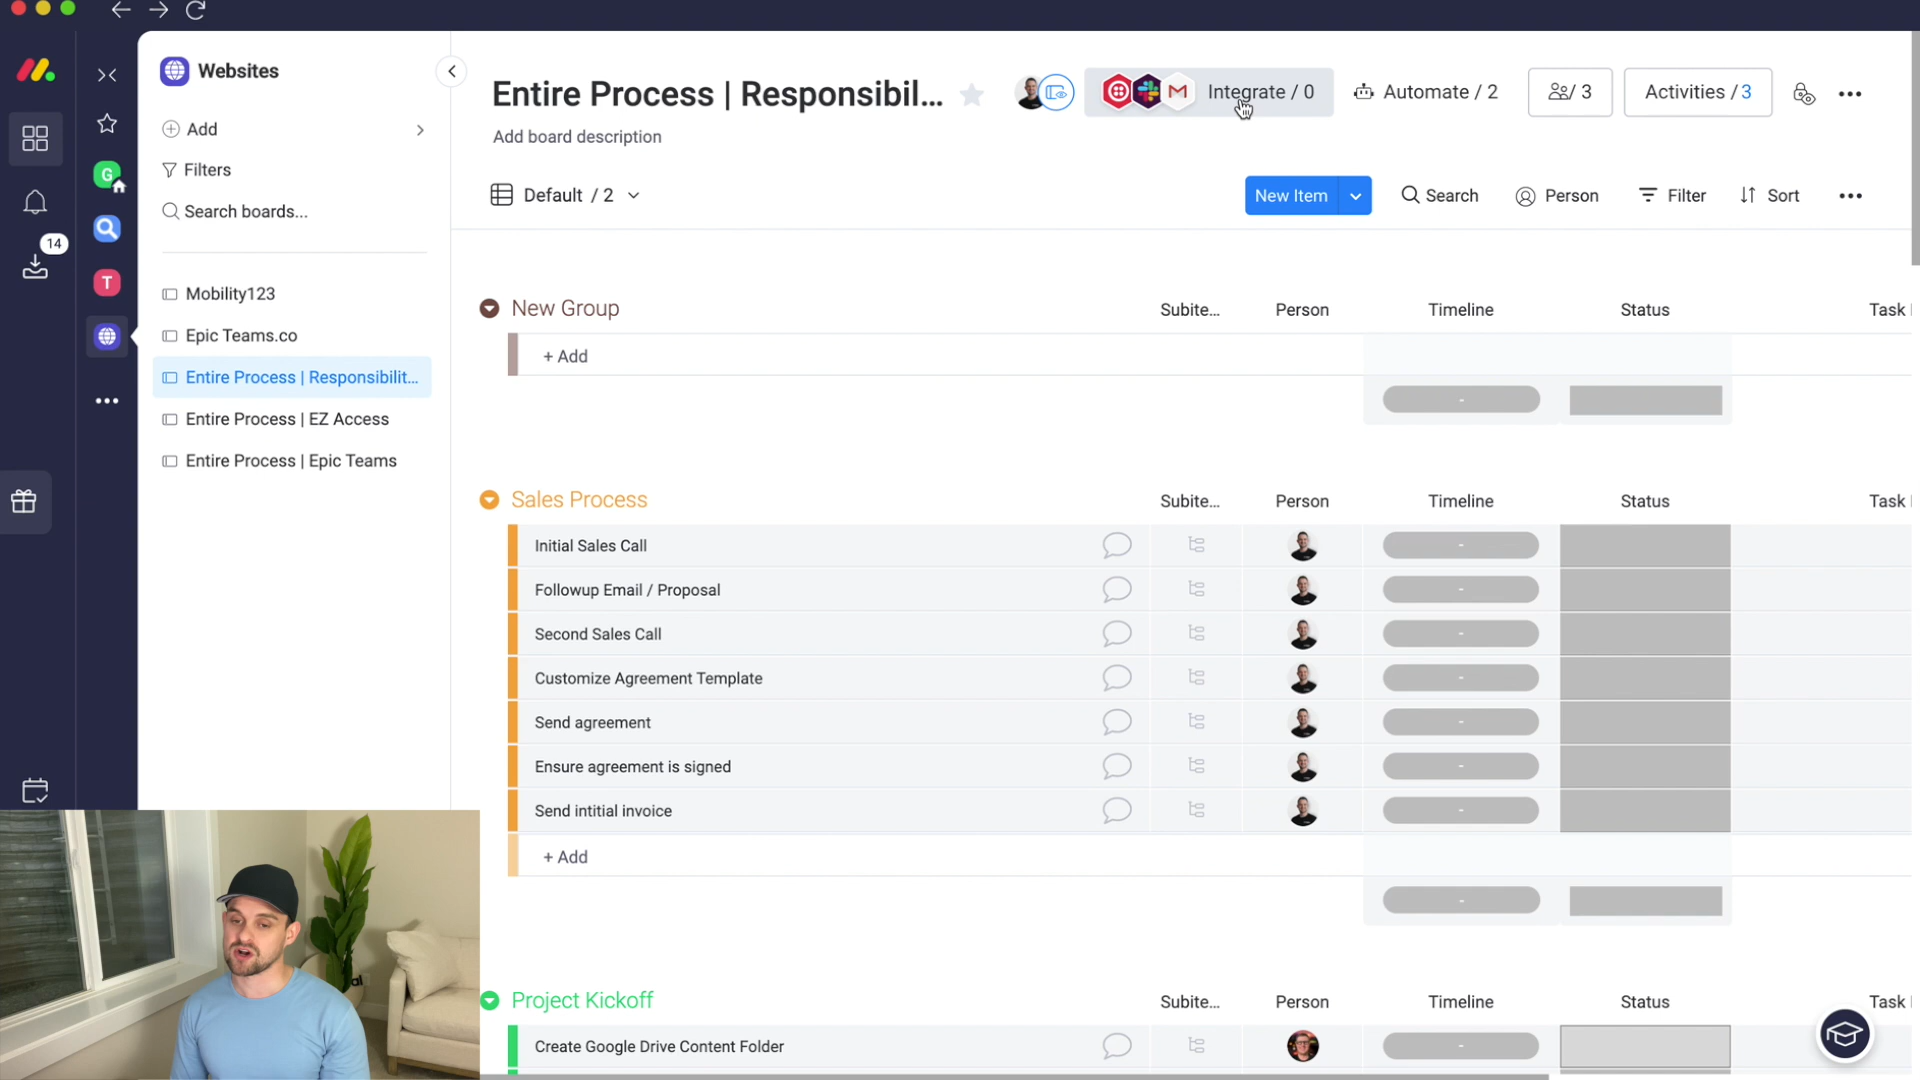 Websites
Add
Filters
Search boards...
Mobility123
Epic Teams.co
Entire Process | Responsibilit...
Entire Process | EZ Access
Entire Process | Epic Teams
14
G
T
Entire Process | Responsibil...
Integrate / 0
Automate / 2
/ 3
Activities / 3
Add board description
Default / 2
New Item
Search
Person
Filter
Sort
New Group
Subite...
Person
Timeline
Status
Task
+ Add
-
Sales Process
Subite...
Person
Timeline
Status
Task
Initial Sales Call
-
Followup Email / Proposal
-
Second Sales Call
-
Customize Agreement Template
-
Send agreement
-
Ensure agreement is signed
-
Send intitial invoice
-
+ Add
-
Project Kickoff
Subite...
Person
Timeline
Status
Task
Create Google Drive Content Folder
-